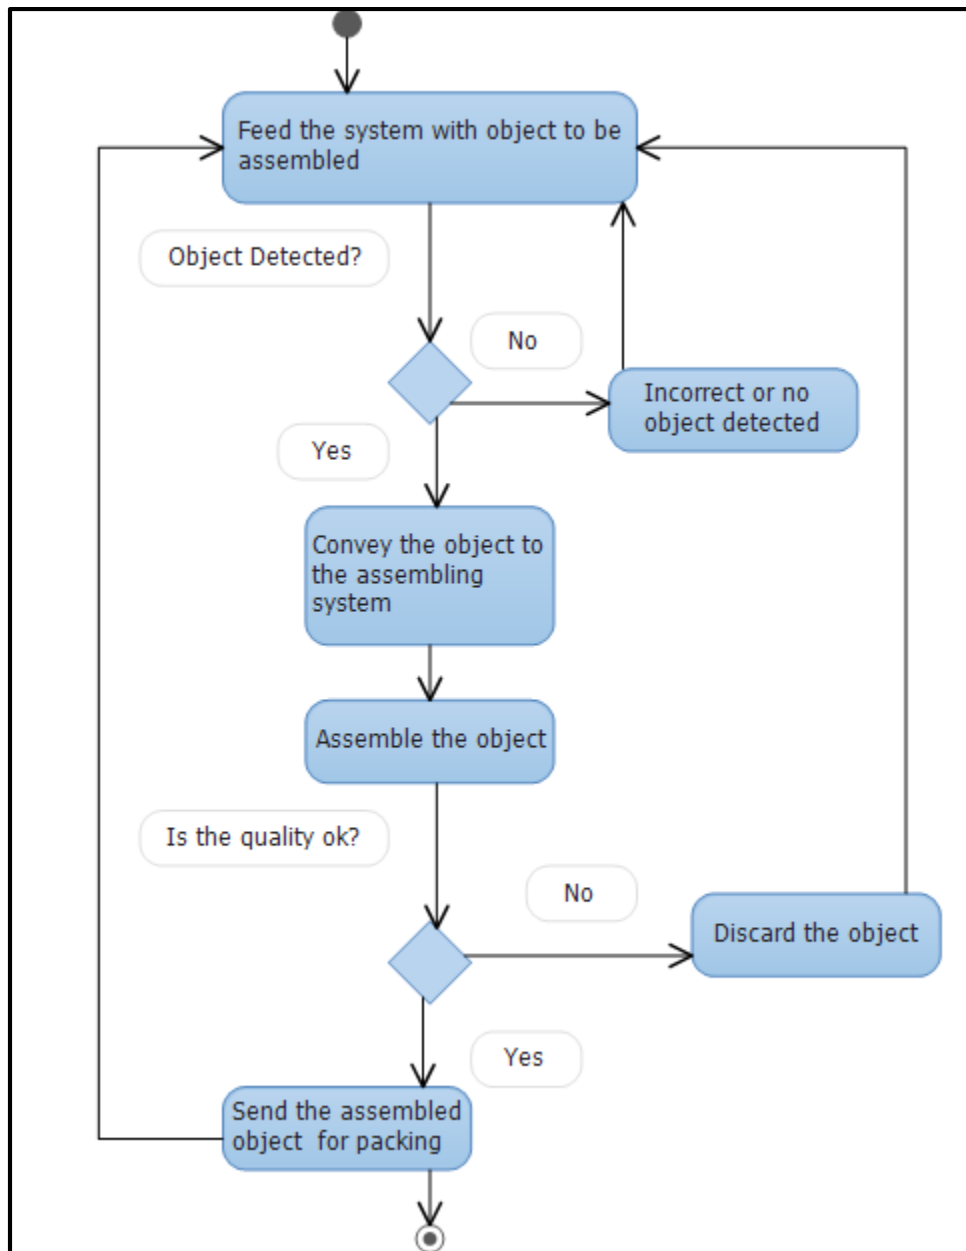 Feed the system with object to be
assembled
Object Detected?
No
Incorrect or no
object detected
Yes
Convey the object to
the assembling
system
Assemble the object
Is the quality ok?
No
Discard the object
Yes
Send the assembled
object for packing